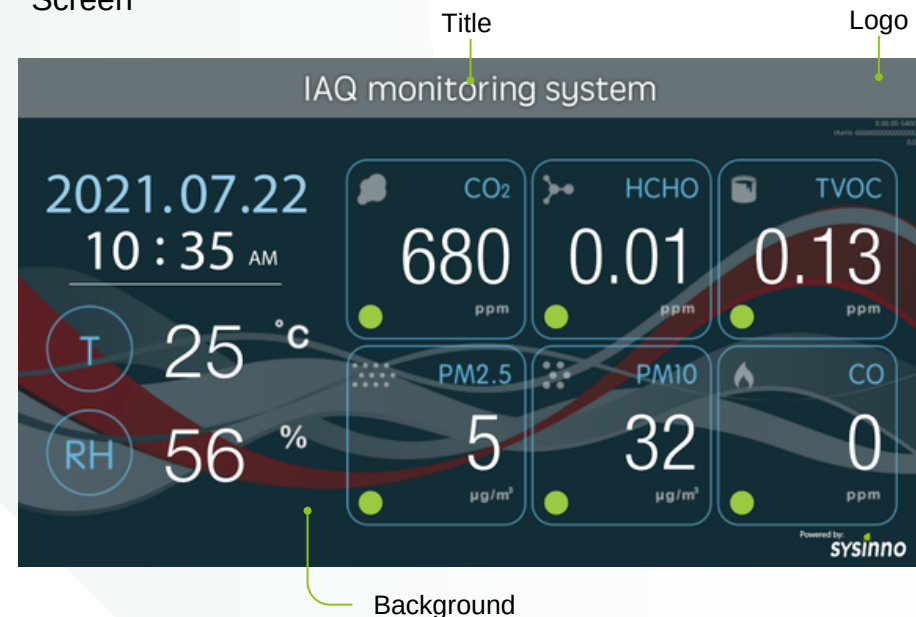 Screen
Title
Logo
IAQ monitoring system
2021.07.22
10 : 35 AM
T 25 °C
RH 56 %
CO₂
680
ppm
HCHO
0.01
ppm
TVOC
0.13
ppm
PM2.5
5
µg/m³
PM10
32
µg/m³
CO
0
ppm
Powered by:
sysinno
Background